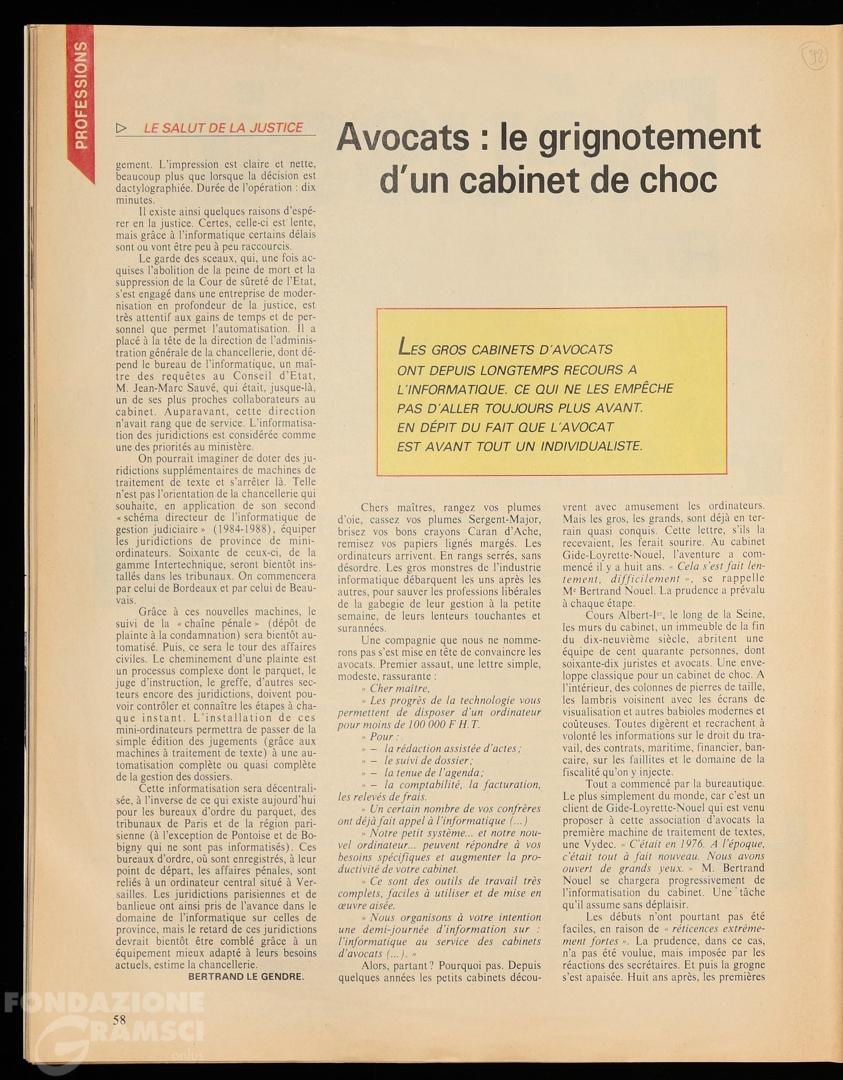 PROFESSIONS
98
▷ LE SALUT DE LA JUSTICE
gement. L'impression est claire et nette,
beaucoup plus que lorsque la décision est
dactylographiée. Durée de l'opération : dix
minutes.
Il existe ainsi quelques raisons d'espé-
rer en la justice. Certes, celle-ci est lente,
mais grâce à l'informatique certains délais
sont ou vont être peu à peu raccourcis.
Le garde des sceaux, qui, une fois ac-
quises l'abolition de la peine de mort et la
suppression de la Cour de sûreté de l'Etat,
s'est engagé dans une entreprise de moder-
nisation en profondeur de la justice, est
très attentif aux gains de temps et de per-
sonnel que permet l'automatisation. Il a
placé à la tête de la direction de l'adminis-
tration générale de la chancellerie, dont dé-
pend le bureau de l'informatique, un maî-
tre des requêtes au Conseil d'Etat,
M. Jean-Marc Sauvé, qui était, jusque-là,
un de ses plus proches collaborateurs au
cabinet. Auparavant, cette direction
n'avait rang que de service. L'informatisa-
tion des juridictions est considérée comme
une des priorités au ministère.
On pourrait imaginer de doter des ju-
ridictions supplémentaires de machines de
traitement de texte et s'arrêter là. Telle
n'est pas l'orientation de la chancellerie qui
souhaite, en application de son second
« schéma directeur de l'informatique de
gestion judiciaire » (1984-1988), équiper
les juridictions de province de mini-
ordinateurs. Soixante de ceux-ci, de la
gamme Intertechnique, seront bientôt ins-
tallés dans les tribunaux. On commencera
par celui de Bordeaux et par celui de Beau-
vais.
Grâce à ces nouvelles machines, le
suivi de la « chaîne pénale » (dépôt de
plainte à la condamnation) sera bientôt au-
tomatisé. Puis, ce sera le tour des affaires
civiles. Le cheminement d'une plainte est
un processus complexe dont le parquet, le
juge d'instruction, le greffe, d'autres sec-
teurs encore des juridictions, doivent pou-
voir contrôler et connaître les étapes à cha-
que instant. L'installation de ces
mini-ordinateurs permettra de passer de la
simple édition des jugements (grâce aux
machines à traitement de texte) à une au-
tomatisation complète ou quasi complète
de la gestion des dossiers.
Cette informatisation sera décentrali-
sée, à l'inverse de ce qui existe aujourd'hui
pour les bureaux d'ordre du parquet, des
tribunaux de Paris et de la région pari-
sienne (à l'exception de Pontoise et de Bo-
bigny qui ne sont pas informatisés). Ces
bureaux d'ordre, où sont enregistrés, à leur
point de départ, les affaires pénales, sont
reliés à un ordinateur central situé à Ver-
sailles. Les juridictions parisiennes et de
banlieue ont ainsi pris de l'avance dans le
domaine de l'informatique sur celles de
province, mais le retard de ces juridictions
devrait bientôt être comblé grâce à un
équipement mieux adapté à leurs besoins
actuels, estime la chancellerie.
BERTRAND LE GENDRE.
Avocats : le grignotement
d'un cabinet de choc
LES GROS CABINETS D'AVOCATS
ONT DEPUIS LONGTEMPS RECOURS A
L'INFORMATIQUE. CE QUI NE LES EMPÊCHE
PAS D'ALLER TOUJOURS PLUS AVANT.
EN DÉPIT DU FAIT QUE L'AVOCAT
EST AVANT TOUT UN INDIVIDUALISTE.
Chers maîtres, rangez vos plumes
d'oie, cassez vos plumes Sergent-Major,
brisez vos bons crayons Caran d'Ache,
remisez vos papiers lignés margés. Les
ordinateurs arrivent. En rangs serrés, sans
désordre. Les gros monstres de l'industrie
informatique débarquent les uns après les
autres, pour sauver les professions libérales
de la gabegie de leur gestion à la petite
semaine, de leurs lenteurs touchantes et
surannées.
Une compagnie que nous ne nomme-
rons pas s'est mise en tête de convaincre les
avocats. Premier assaut, une lettre simple,
modeste, rassurante :
» Cher maître,
» Les progrès de la technologie vous
permettent de disposer d'un ordinateur
pour moins de 100 000 F H.T.
» Pour :
» – la rédaction assistée d'actes ;
» – le suivi de dossier ;
» – la tenue de l'agenda ;
» – la comptabilité, la facturation,
les relevés de frais.
» Un certain nombre de vos confrères
ont déjà fait appel à l'informatique (...)
» Notre petit système... et notre nou-
vel ordinateur... peuvent répondre à vos
besoins spécifiques et augmenter la pro-
ductivité de votre cabinet.
» Ce sont des outils de travail très
complets, faciles à utiliser et de mise en
œuvre aisée.
» Nous organisons à votre intention
une demi-journée d'information sur :
l'informatique au service des cabinets
d'avocats (...). »
Alors, partant ? Pourquoi pas. Depuis
quelques années les petits cabinets décou-
vrent avec amusement les ordinateurs.
Mais les gros, les grands, sont déjà en ter-
rain quasi conquis. Cette lettre, s'ils la
recevaient, les ferait sourire. Au cabinet
Gide-Loyrette-Nouel, l'aventure a com-
mencé il y a huit ans. « Cela s'est fait len-
tement, difficilement », se rappelle
Me Bertrand Nouel. La prudence a prévalu
à chaque étape.
Cours Albert-Ier, le long de la Seine,
les murs du cabinet, un immeuble de la fin
du dix-neuvième siècle, abritent une
équipe de cent quarante personnes, dont
soixante-dix juristes et avocats. Une enve-
loppe classique pour un cabinet de choc. A
l'intérieur, des colonnes de pierres de taille,
les lambris voisinent avec les écrans de
visualisation et autres babioles modernes et
coûteuses. Toutes digèrent et recrachent à
volonté les informations sur le droit du tra-
vail, des contrats, maritime, financier, ban-
caire, sur les faillites et le domaine de la
fiscalité qu'on y injecte.
Tout a commencé par la bureautique.
Le plus simplement du monde, car c'est un
client de Gide-Loyrette-Nouel qui est venu
proposer à cette association d'avocats la
première machine de traitement de textes,
une Vydec. « C'était en 1976. A l'époque,
c'était tout à fait nouveau. Nous avons
ouvert de grands yeux. » M. Bertrand
Nouel se chargera progressivement de
l'informatisation du cabinet. Une tâche
qu'il assume sans déplaisir.
Les débuts n'ont pourtant pas été
faciles, en raison de « réticences extrême-
ment fortes ». La prudence, dans ce cas,
n'a pas été voulue, mais imposée par les
réactions des secrétaires. Et puis la grogne
s'est apaisée. Huit ans après, les premières
58
FONDAZIONE
GRAMSCI
onlus